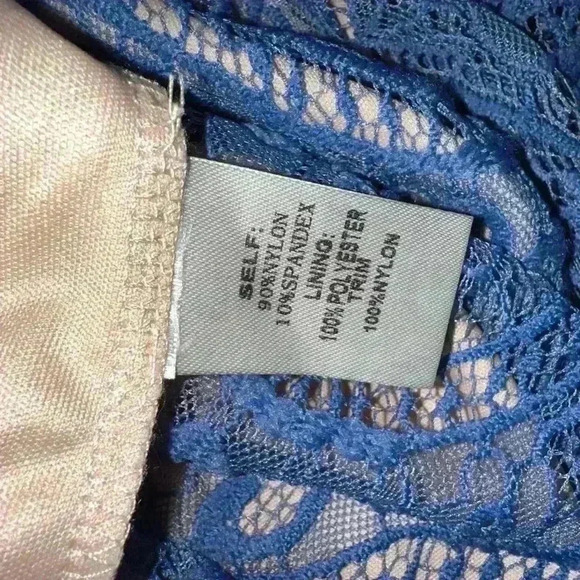 SELF:
90%NYLON
10%SPANDEX
LINING:
100%POLYESTER
TRIM
100%NYLON